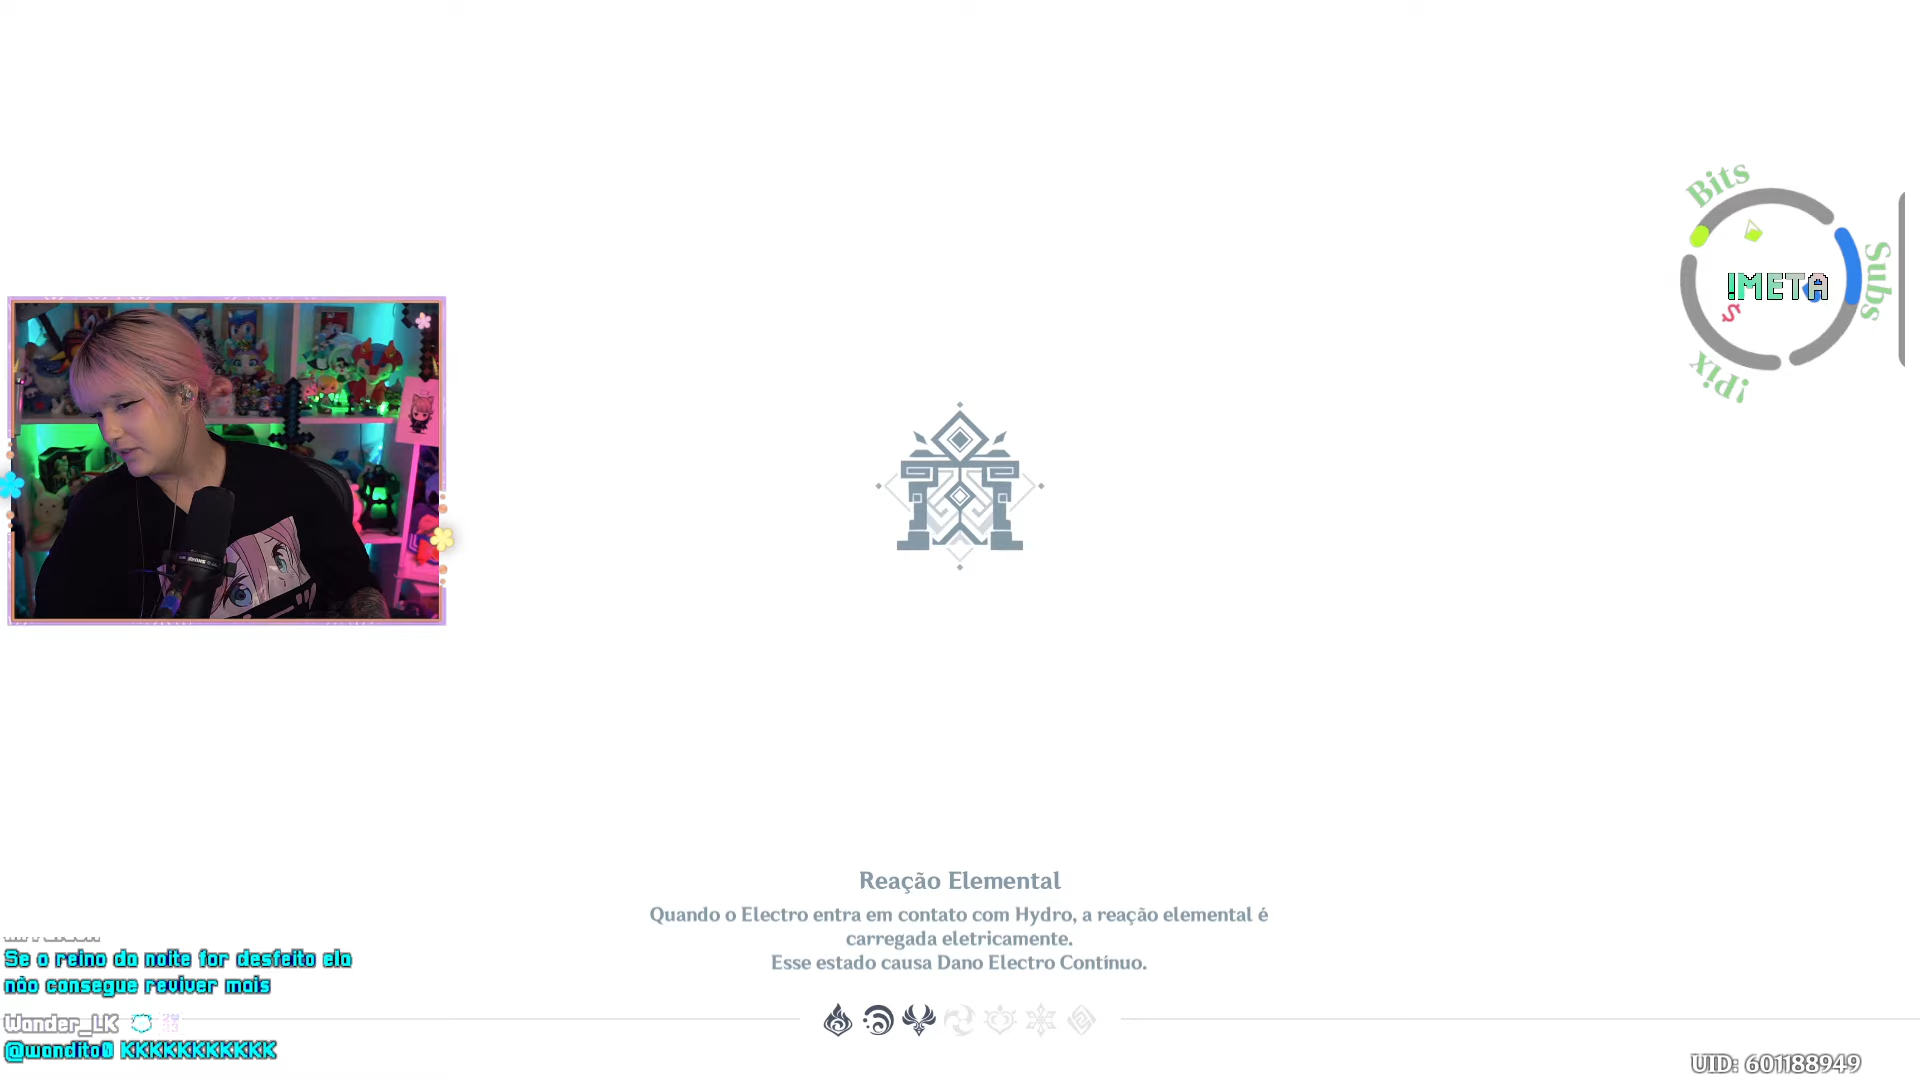 Bits
Subs
!META
!Pix
Reação Elemental
Quando o Electro entra em contato com Hydro, a reação elemental é
carregada eletricamente.
Esse estado causa Dano Electro Contínuo.
Se o reino da noite for desfeito ela
não consegue reviver mais
Wander_LK
@wandito0 KKKKKKKKKKK
UID: 601188949